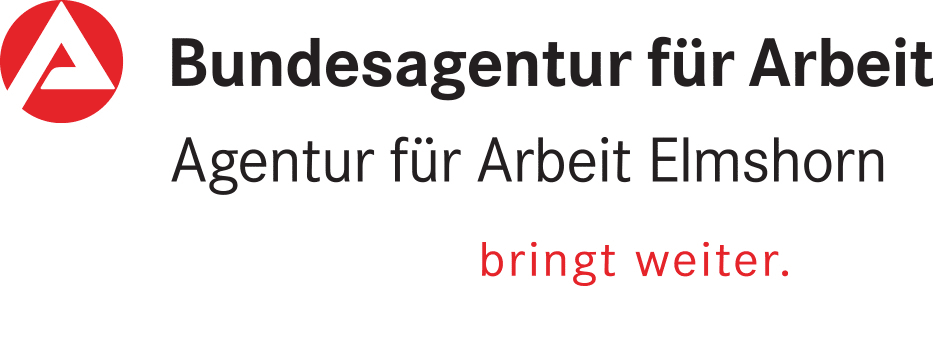 Bundesagentur für Arbeit
Agentur für Arbeit Elmshorn
bringt weiter.